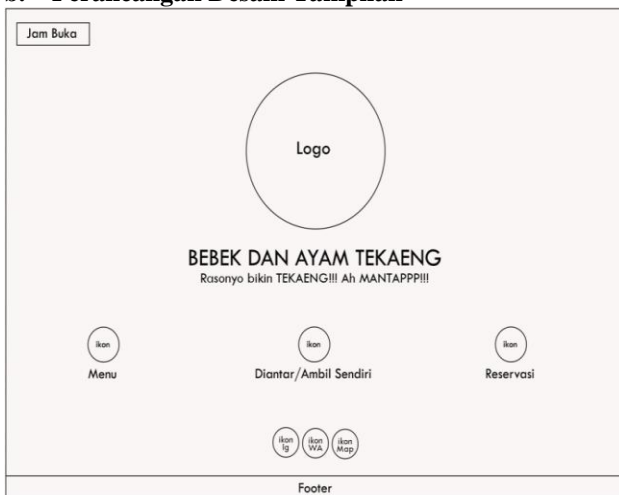 Jam Buka
Logo
BEBEK DAN AYAM TEKAENG
Rasonyo bikin TEKAENG!!! Ah MANTAPPP!!!
ikon
ikon
ikon
Menu
Diantar/Ambil Sendiri
Reservasi
ikon
Ig
ikon
WA
ikon
Map
Footer